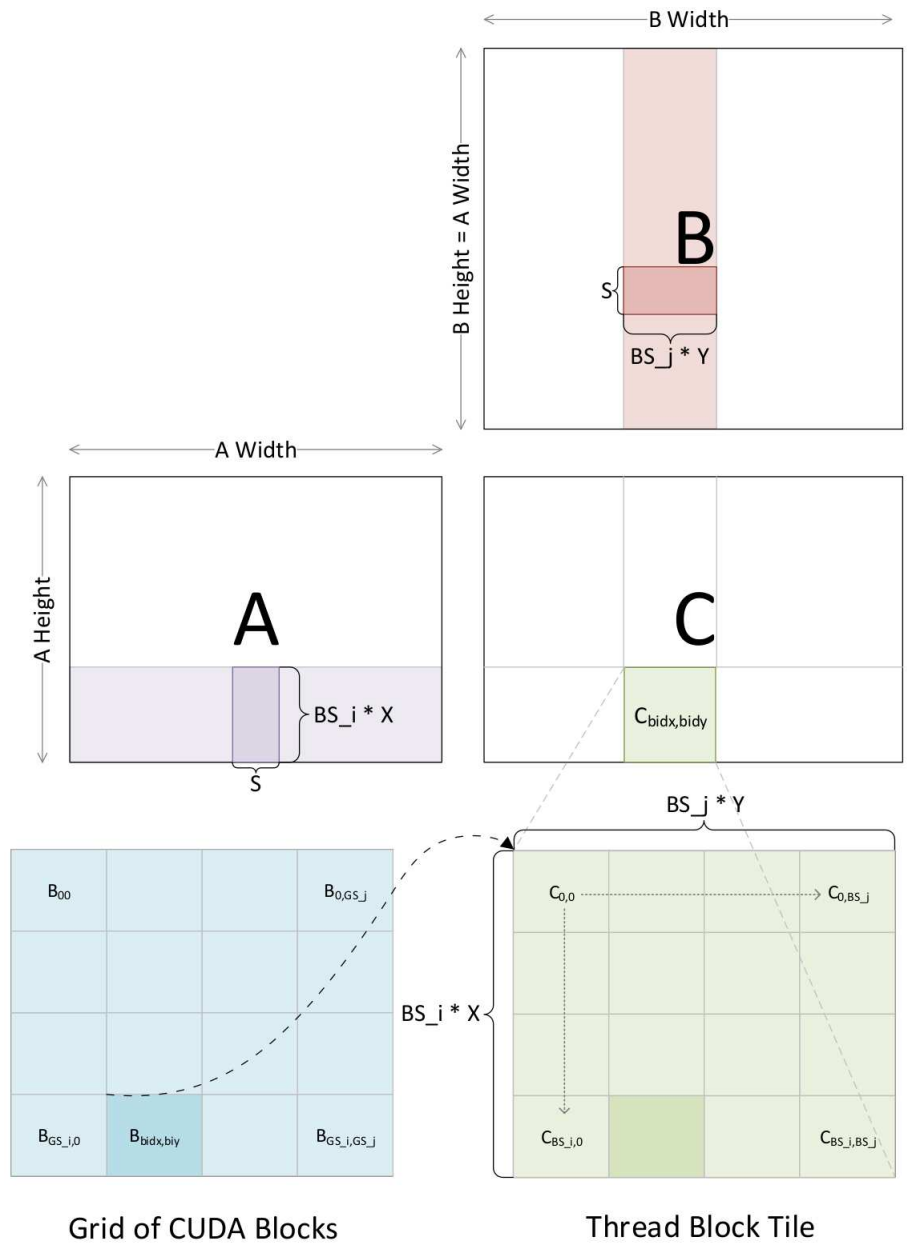 B Width
B Height = A Width
B
S
BS_j * Y
A Width
A Height
A
BS_i * X
S
C
C bidx,bidy
BS_j * Y
B00
B0,GS_j
C0,0
C0,BS_j
BS_i * X
BGS_i,0
Bbidx,biy
BGS_i,GS_j
CBS_i,0
CBS_i,BS_j
Grid of CUDA Blocks
Thread Block Tile